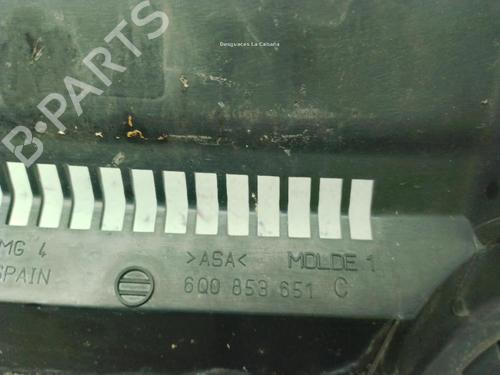 Desguaces La Cabaña
B-PARTS
MG 4 >ASA< MOLDE 1
SPAIN 6Q0 853 651 C